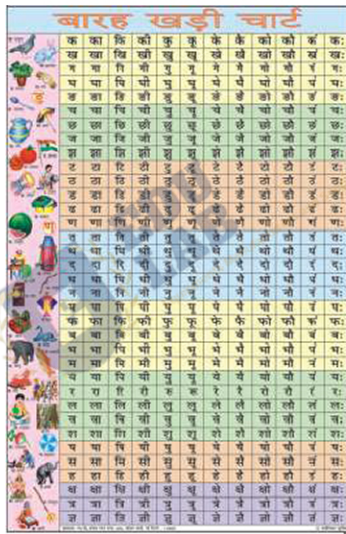 बारह खड़ी चार्ट
क का कि की कु कू के कै को कौ कं कः
ख खा खि खी खु खू खे खै खो खौ खं खः
ग गा गि गी गु गू गे गै गो गौ गं गः
घ घा घि घी घु घू घे घै घो घौ घं घः
ङ ङा ङि ङी ङु ङू ङे ङै ङो ङौ ङं ङः
च चा चि ची चु चू चे चै चो चौ चं चः
छ छा छि छी छु छू छे छै छो छौ छं छः
ज जा जि जी जु जू जे जै जो जौ जं जः
झ झा झि झी झु झू झे झै झो झौ झं झः
ट टा टि टी टु टू टे टै टो टौ टं टः
ठ ठा ठि ठी ठु ठू ठे ठै ठो ठौ ठं ठः
ड डा डि डी डु डू डे डै डो डौ डं डः
ढ ढा ढि ढी ढु ढू ढे ढै ढो ढौ ढं ढः
ण णा णि णी णु णू णे णै णो णौ णं णः
त ता ति ती तु तू ते तै तो तौ तं तः
थ था थि थी थु थू थे थै थो थौ थं थः
द दा दि दी दु दू दे दै दो दौ दं दः
ध धा धि धी धु धू धे धै धो धौ धं धः
न ना नि नी नु नू ने नै नो नौ नं नः
प पा पि पी पु पू पे पै पो पौ पं पः
फ फा फि फी फु फू फे फै फो फौ फं फः
ब बा बि बी बु बू बे बै बो बौ बं बः
भ भा भि भी भु भू भे भै भो भौ भं भः
म मा मि मी मु मू मे मै मो मौ मं मः
य या यि यी यु यू ये यै यो यौ यं यः
र रा रि री रु रू रे रै रो रौ रं रः
ल ला लि ली लु लू ले लै लो लौ लं लः
व वा वि वी वु वू वे वै वो वौ वं वः
श शा शि शी शु शू शे शै शो शौ शं शः
ष षा षि षी षु षू षे षै षो षौ षं षः
स सा सि सी सु सू से सै सो सौ सं सः
ह हा हि ही हु हू हे है हो हौ हं हः
क्ष क्षा क्षि क्षी क्षु क्षू क्षे क्षै क्षो क्षौ क्षं क्षः
त्र त्रा त्रि त्री त्रु त्रू त्रे त्रै त्रो त्रौ त्रं त्रः
ज्ञ ज्ञा ज्ञि ज्ञी ज्ञु ज्ञू ज्ञे ज्ञै ज्ञो ज्ञौ ज्ञं ज्ञः